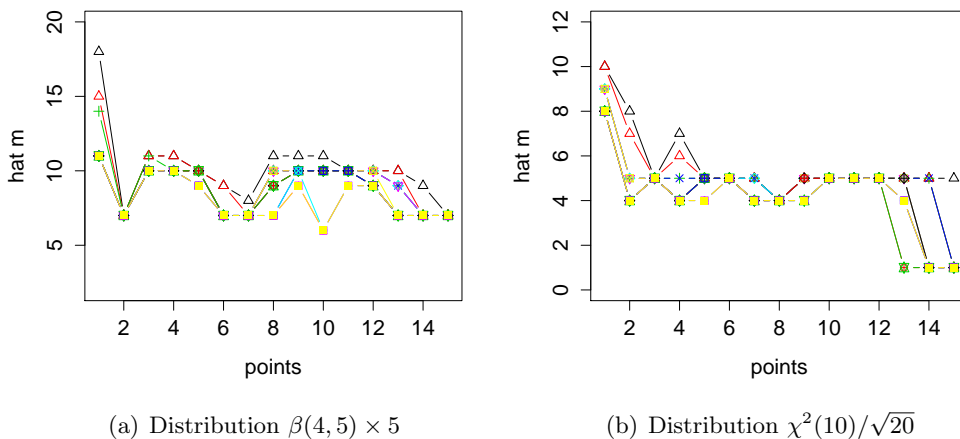 20
15
10
5
hat m
2 4 6 8 10 12 14
points
(a) Distribution β(4, 5) × 5
12
10
8
6
4
2
0
hat m
2 4 6 8 10 12 14
points
(b) Distribution χ²(10)/√20